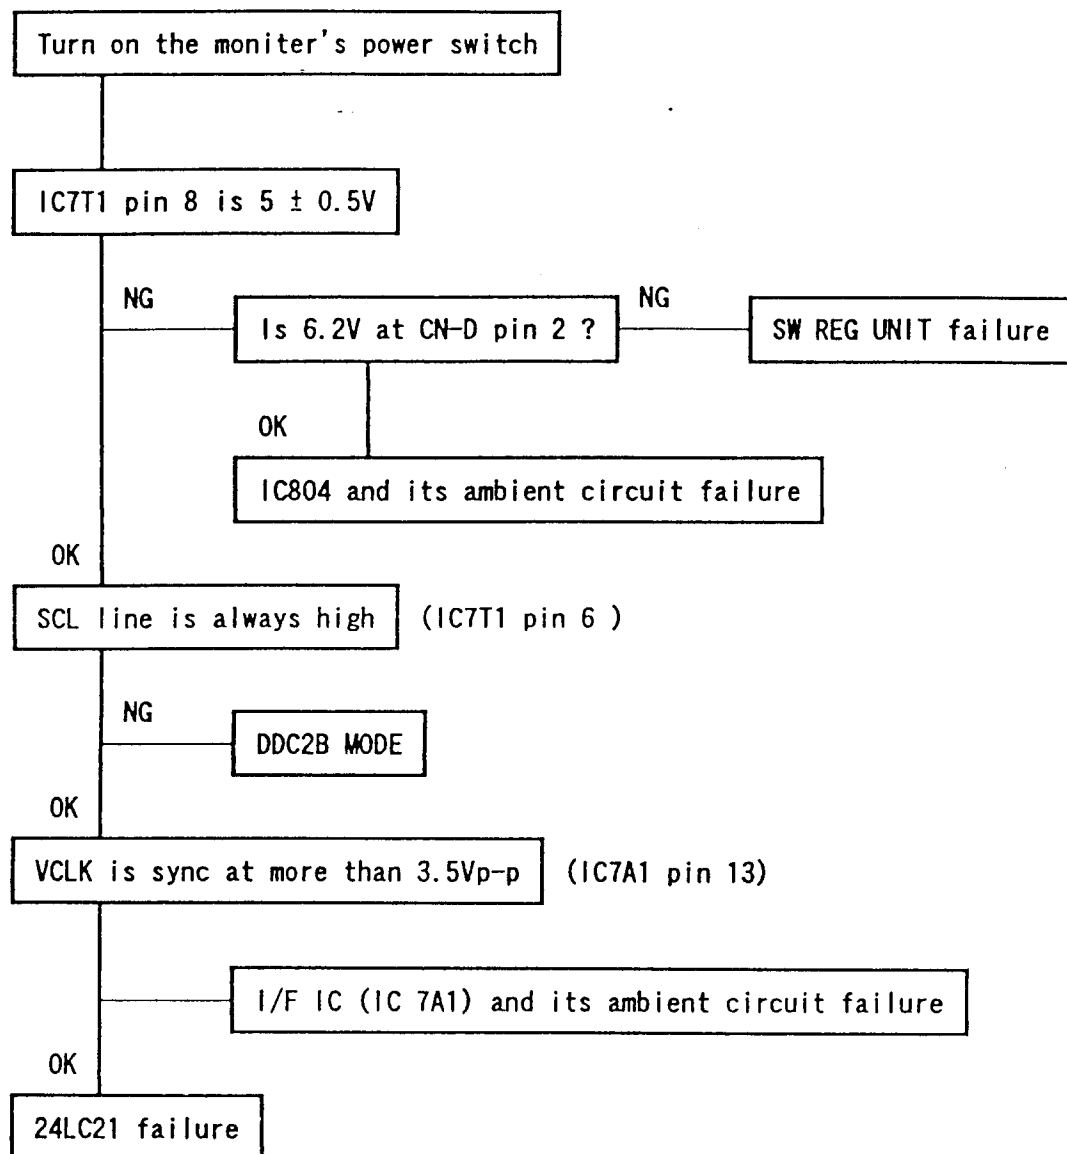 Turn on the moniter's power switch
IC7T1 pin 8 is 5 ± 0.5V
NG
Is 6.2V at CN-D pin 2 ?
NG
SW REG UNIT failure
OK
IC804 and its ambient circuit failure
OK
SCL line is always high
(IC7T1 pin 6 )
NG
DDC2B MODE
OK
VCLK is sync at more than 3.5Vp-p
(IC7A1 pin 13)
I/F IC (IC 7A1) and its ambient circuit failure
OK
24LC21 failure